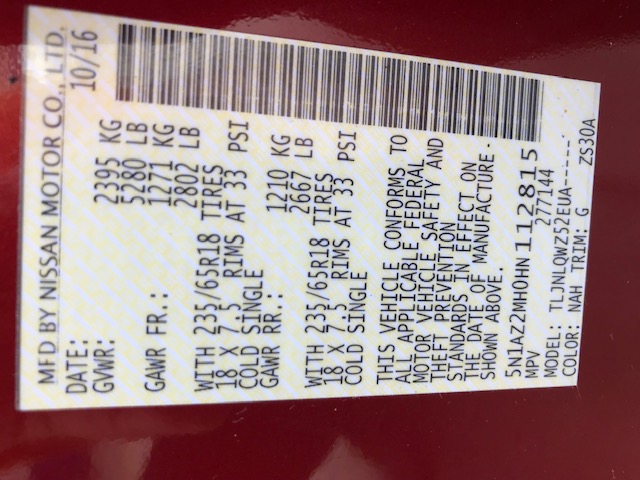 MFD BY NISSAN MOTOR CO., LTD.
DATE: 10/16
GVWR: 2395 KG
5280 LB
GAWR FR.: 1271 KG
2802 LB
WITH 235/65R18 TIRES
18 X 7.5 RIMS AT 33 PSI
COLD SINGLE
GAWR RR.: 1210 KG
2667 LB
WITH 235/65R18 TIRES
18 X 7.5 RIMS AT 33 PSI
COLD SINGLE
THIS VEHICLE CONFORMS TO
ALL APPLICABLE FEDERAL
MOTOR VEHICLE SAFETY AND
THEFT PREVENTION
STANDARDS IN EFFECT ON
THE DATE OF MANUFACTURE
SHOWN ABOVE.
5N1AZ2MH0HN112815
MPV 277144
MODEL: TLJNLQWZ52EUA-----
COLOR: NAH TRIM: G ZS30A